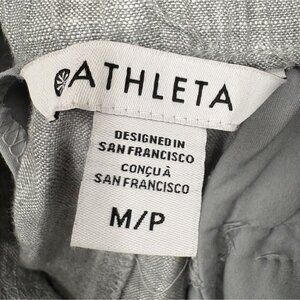 ATHLETA
DESIGNED IN
SAN FRANCISCO
CONÇU À
SAN FRANCISCO
M/P